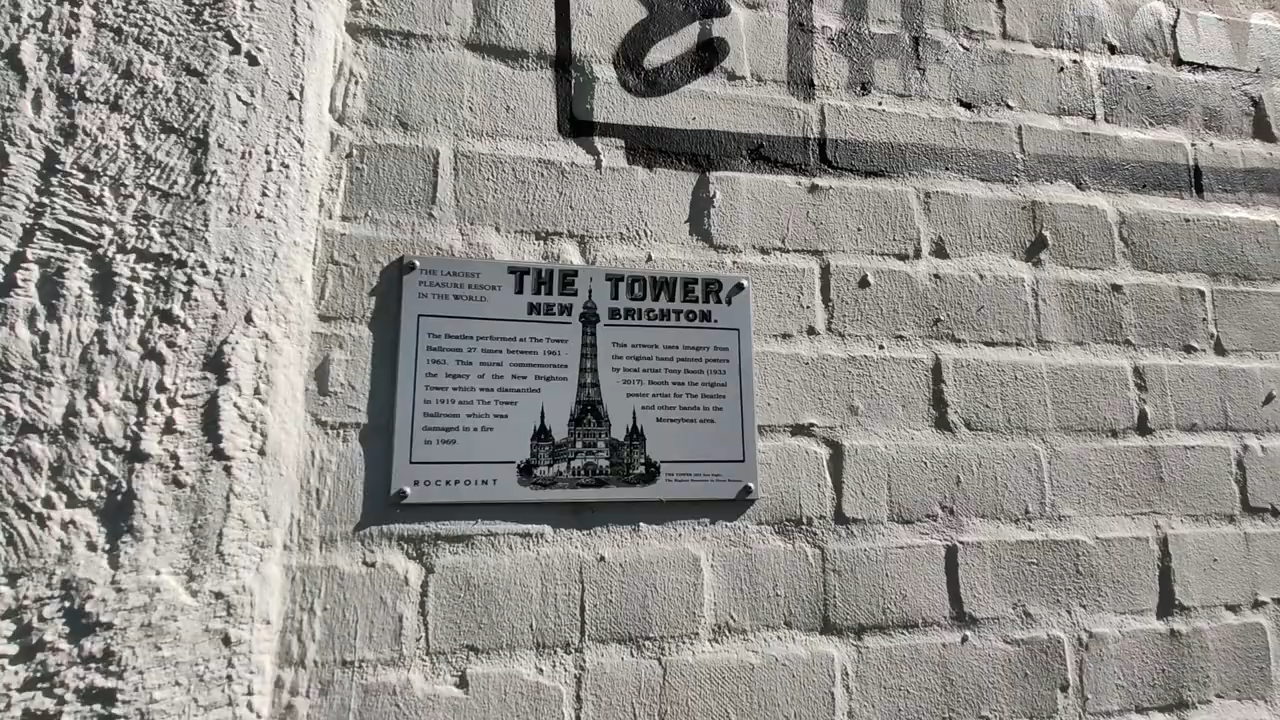 THE LARGEST
PLEASURE RESORT
IN THE WORLD.
THE TOWER!
NEW BRIGHTON.
The Beatles performed at The Tower
Ballroom 27 times between 1961 -
1963. This mural commemorates
the legacy of the New Brighton
Tower which was dismantled
in 1919 and The Tower
Ballroom which was
damaged in a fire
in 1969.
This artwork uses imagery from
the original hand painted posters
by local artist Tony Booth (1933
- 2017). Booth was the original
poster artist for The Beatles
and other bands in the
Merseybeat area.
ROCKPOINT
THE TOWER